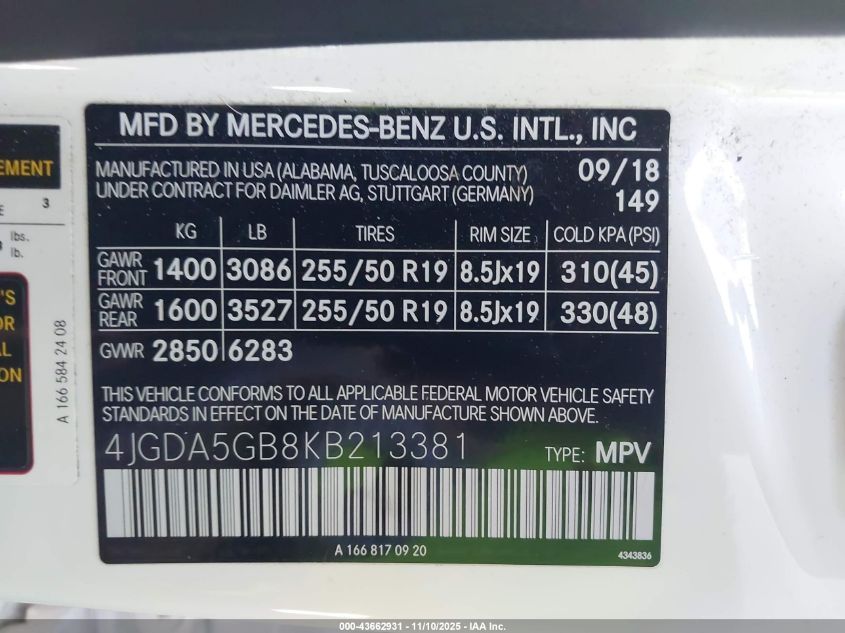 EMENT
E 3
lbs.
lb.
'S
OR
AL
ION
A 166 584 24 08
MFD BY MERCEDES-BENZ U.S. INTL., INC
MANUFACTURED IN USA (ALABAMA, TUSCALOOSA COUNTY) 09/18
UNDER CONTRACT FOR DAIMLER AG, STUTTGART (GERMANY) 149
KG LB TIRES RIM SIZE COLD KPA (PSI)
GAWR FRONT 1400 3086 255/50 R19 8.5Jx19 310(45)
GAWR REAR 1600 3527 255/50 R19 8.5Jx19 330(48)
GVWR 2850 6283
THIS VEHICLE CONFORMS TO ALL APPLICABLE FEDERAL MOTOR VEHICLE SAFETY
STANDARDS IN EFFECT ON THE DATE OF MANUFACTURE SHOWN ABOVE.
4JGDA5GB8KB213381 TYPE: MPV
A 166 817 09 20 4343836
000-43662931 - 11/10/2025 - IAA Inc.